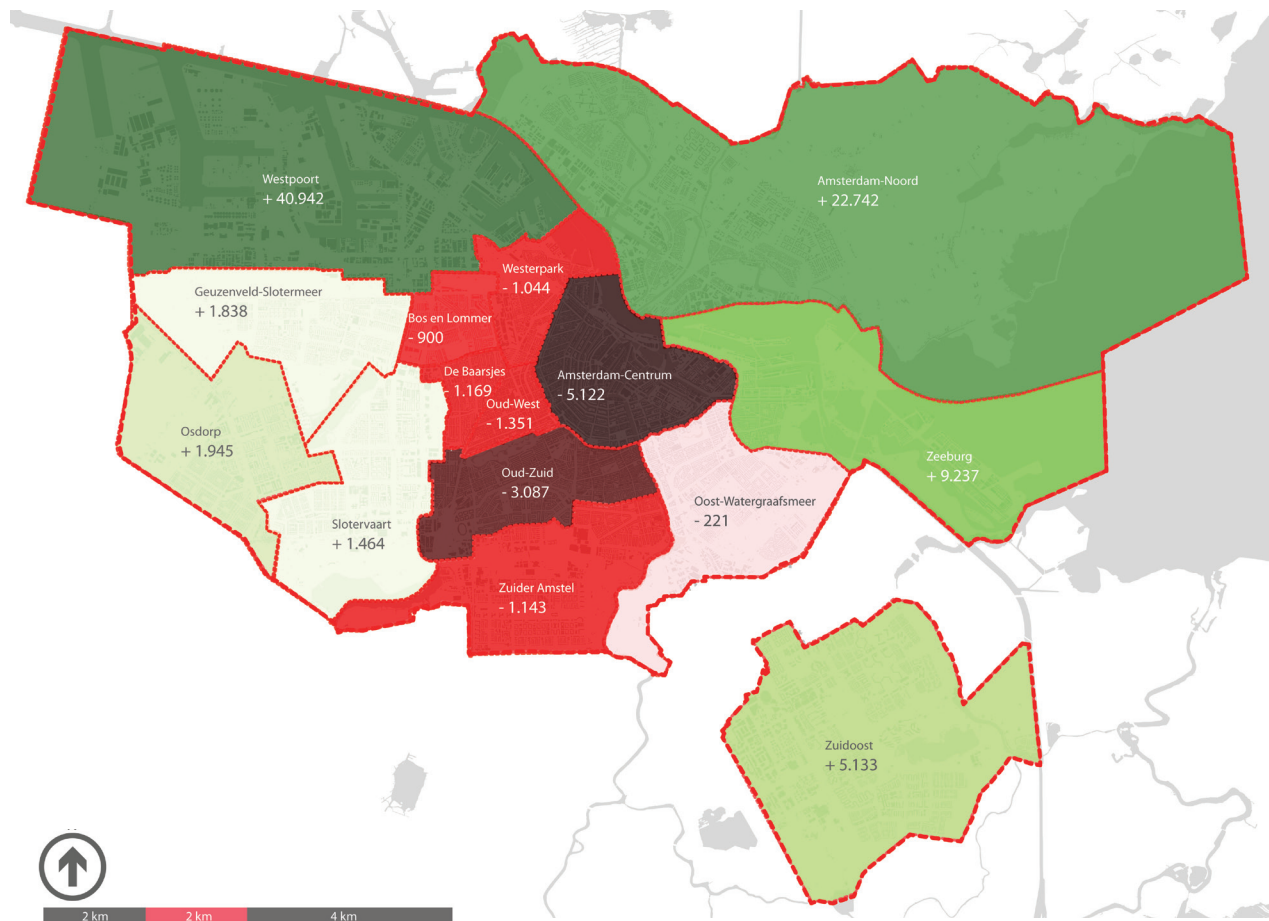 Westpoort
+ 40.942
Amsterdam-Noord
+ 22.742
Westerpark
- 1.044
Geuzenveld-Slotermeer
+ 1.838
Bos en Lommer
- 900
De Baarsjes
- 1.169
Amsterdam-Centrum
- 5.122
Oud-West
- 1.351
Osdorp
+ 1.945
Zeeburg
+ 9.237
Oud-Zuid
- 3.087
Oost-Watergraafsmeer
- 221
Slotervaart
+ 1.464
Zuider Amstel
- 1.143
Zuidoost
+ 5.133
2 km
2 km
4 km